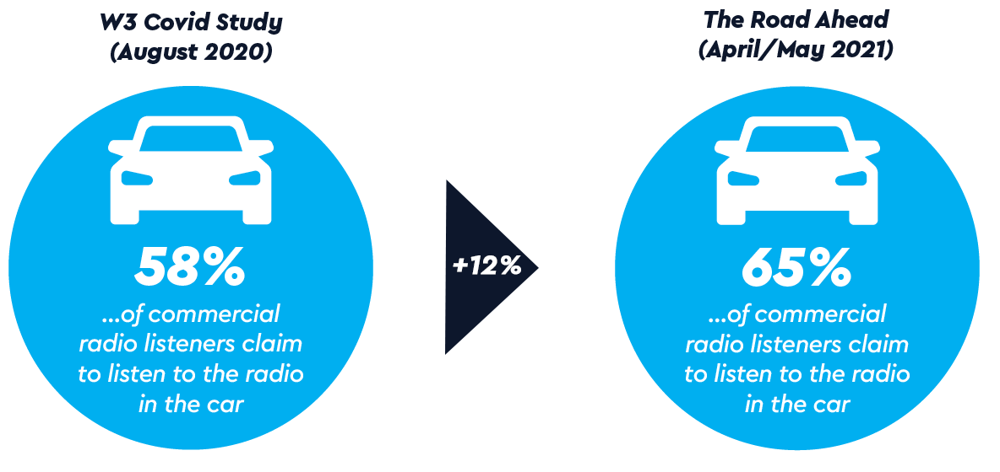 W3 Covid Study
(August 2020)
58%
...of commercial
radio listeners claim
to listen to the radio
in the car
+12%
The Road Ahead
(April/May 2021)
65%
...of commercial
radio listeners claim
to listen to the radio
in the car